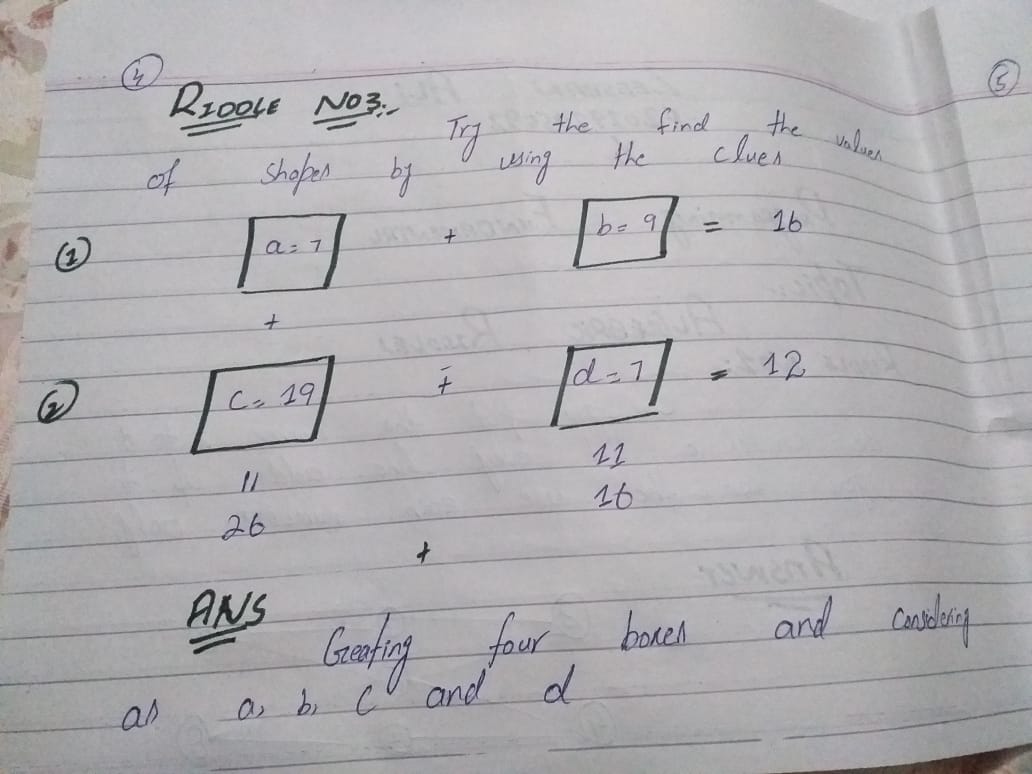 4
5
RIDDLE NO3:-
Try the find the values
of Shapes by using the clues
1 a=7 + b=9 = 16
+
2 c=19 ∓ d=7 = 12
11 11
26 16
+
ANS
Greating four boxes and Considering
as a, b, c and d